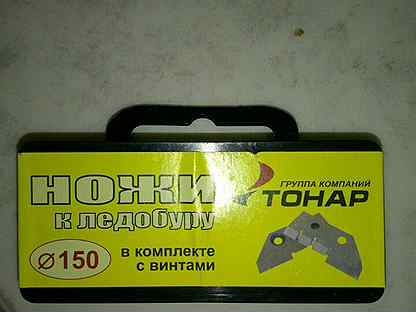 НОЖИ
к ледобуру
ГРУППА КОМПАНИЙ
ТОНАР
⌀150
в комплекте
с винтами